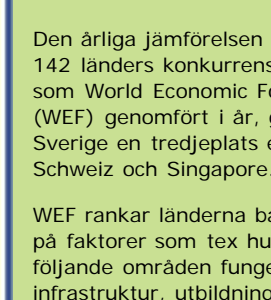 Den årliga jämförelsen
142 länders konkurrens
som World Economic Fo
(WEF) genomfört i år, g
Sverige en tredjeplats e
Schweiz och Singapore.
WEF rankar länderna ba
på faktorer som tex hu
följande områden funge
infrastruktur, utbildning